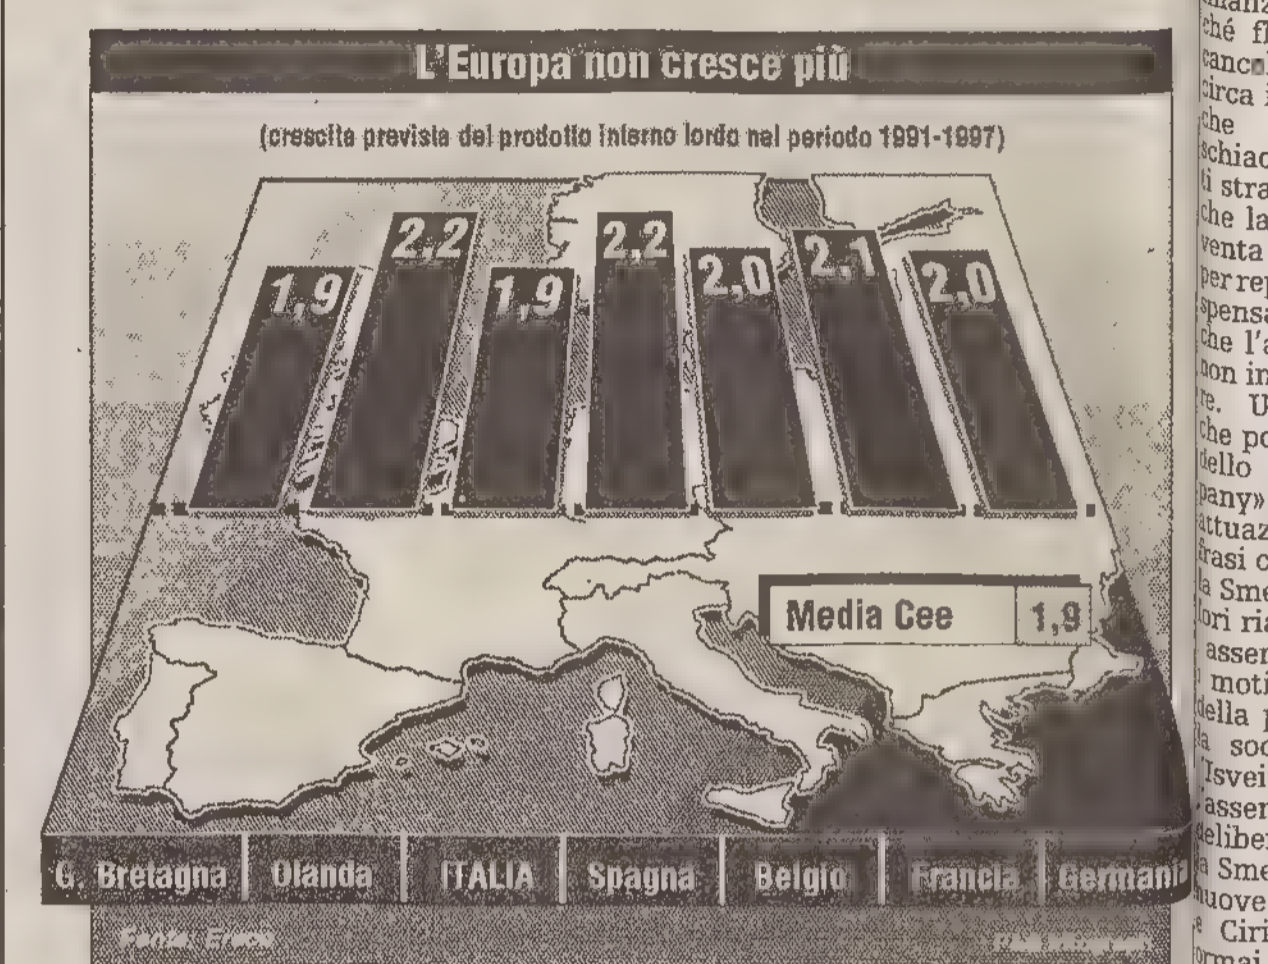 L'Europa non cresce più
(crescita prevista del prodotto interno lordo nel periodo 1991-1997)
1,9
2,2
1,9
2,2
2,0
2,1
2,0
Media Cee 1,9
G. Bretagna Olanda ITALIA Spagna Belgio Francia Germania
Fonte:
ché
circa
che
schiac
ti stra
che la
venta
per rep
spensa
che l'a
non in
re. U
che po
dello
pany»
attuaz
frasi c
la Sme
lori ria
asser
moti
della
la soc
Isvei
asser
deliber
Sme
nuove
Ciri
ormai